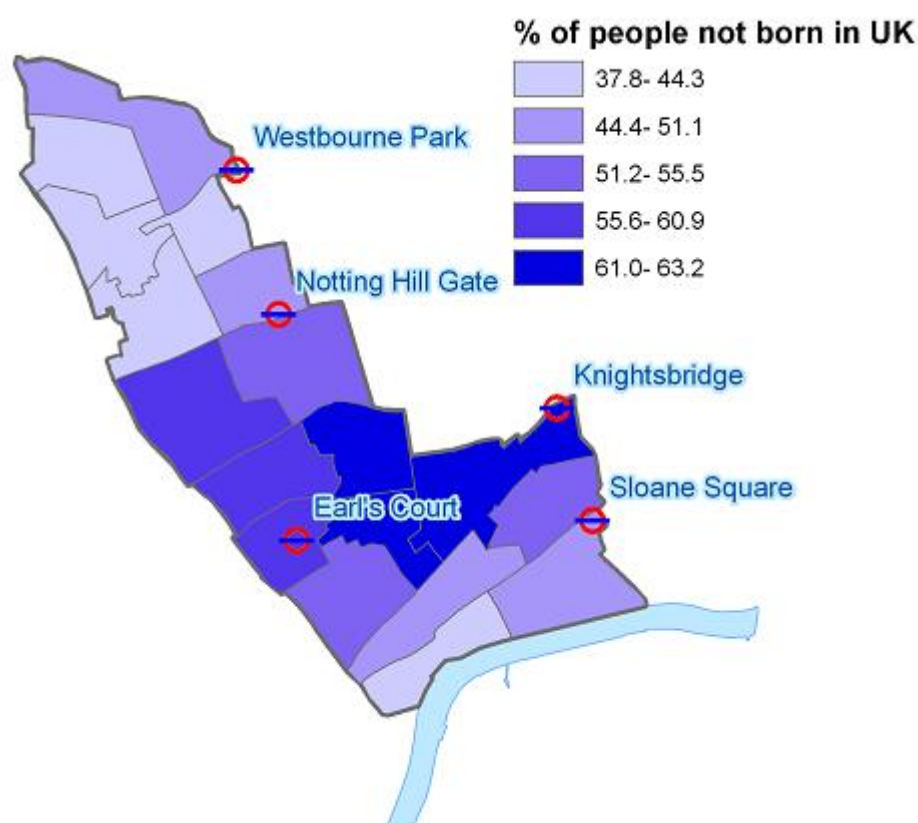 % of people not born in UK
37.8- 44.3
44.4- 51.1
51.2- 55.5
55.6- 60.9
61.0- 63.2
Westbourne Park
Notting Hill Gate
Knightsbridge
Sloane Square
Earl's Court